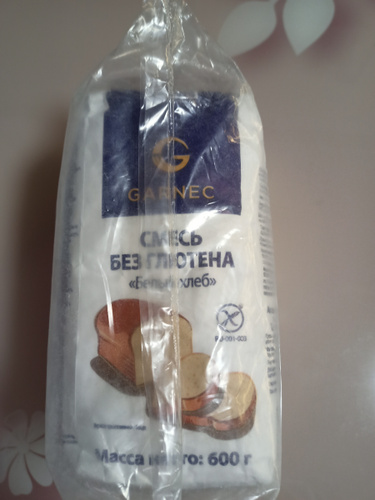 GARNEC
СМЕСЬ
БЕЗ ГЛЮТЕНА
«Белый хлеб»
Масса нетто: 600 г